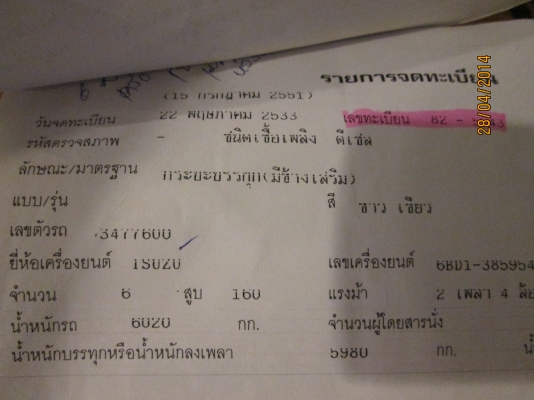 รายการจดทะเบียน
(15 กรกฎาคม 2551)
วันจดทะเบียน 22 พฤษภาคม 2533 เลขทะเบียน 82 -
รหัสตรวจสภาพ - ชนิดเชื้อเพลิง ดีเซล
ลักษณะ/มาตรฐาน กระบะบรรทุก(มีข้างเสริม)
แบบ/รุ่น สี ขาว เขียว
เลขตัวรถ 3477600
ยี่ห้อเครื่องยนต์ ISUZU เลขเครื่องยนต์ 6BD1-385954
จำนวน 6 สูบ 160 แรงม้า 2 เพลา 4 ล้อ
น้ำหนักรถ 6020 กก. จำนวนผู้โดยสารนั่ง
น้ำหนักบรรทุกหรือน้ำหนักลงเพลา 5980 กก.
28/04/2014